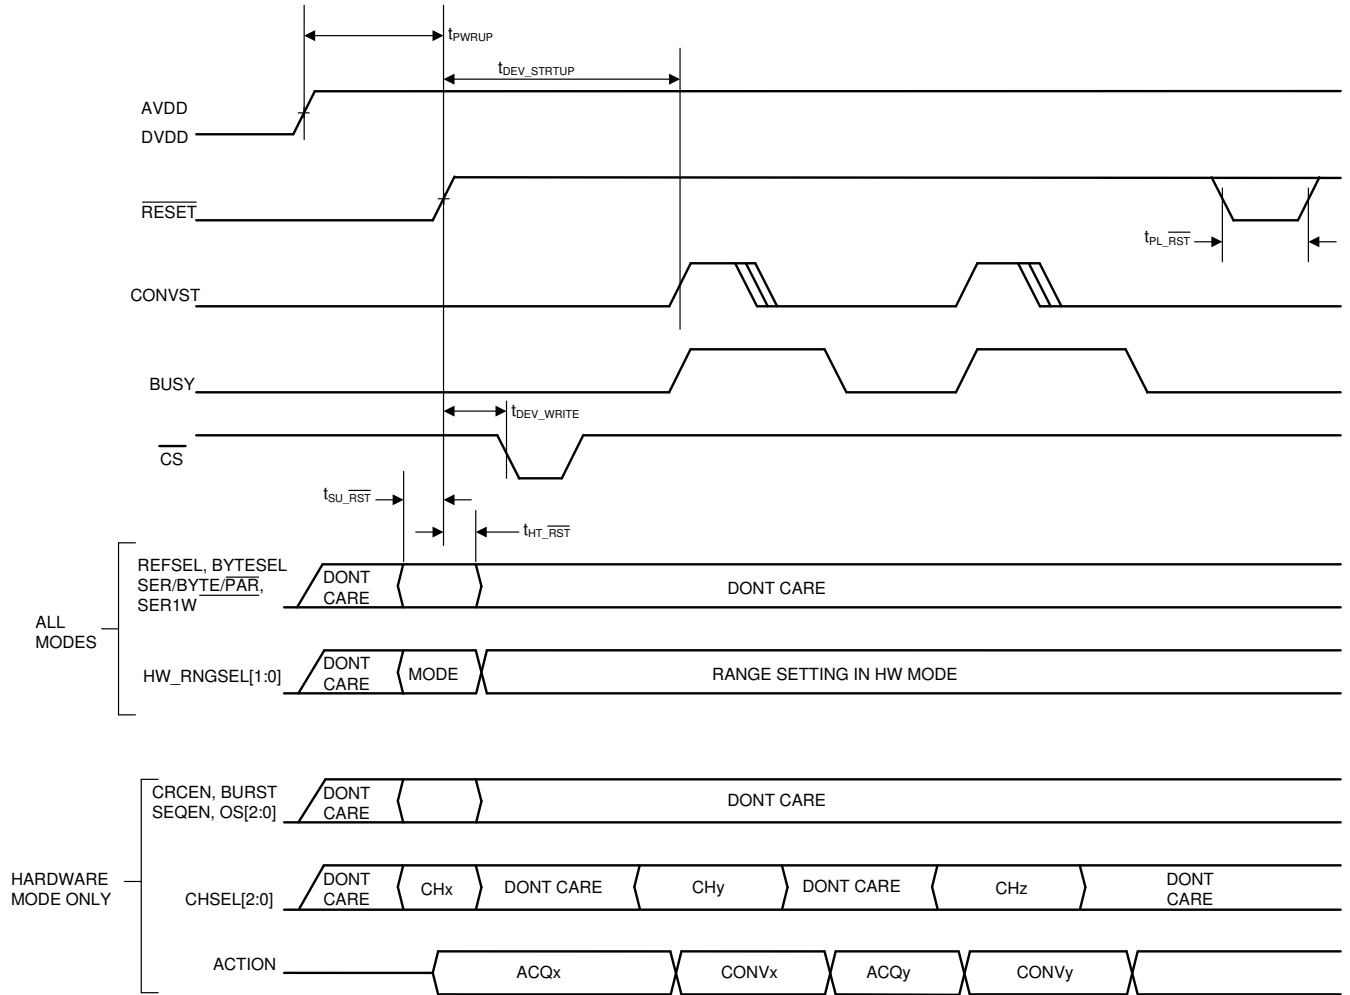 tPWRUP
tDEV_STRTUP
AVDD
DVDD
RESET
tPL_RST
CONVST
BUSY
tDEV_WRITE
CS
tSU_RST
tHT_RST
REFSEL, BYTESEL
SER/BYTE/PAR,
SER1W
DONT
CARE
DONT CARE
ALL
MODES
HW_RNGSEL[1:0]
DONT
CARE
MODE
RANGE SETTING IN HW MODE
CRCEN, BURST
SEQEN, OS[2:0]
DONT
CARE
DONT CARE
HARDWARE
MODE ONLY
CHSEL[2:0]
DONT
CARE
CHx
DONT CARE
CHy
DONT CARE
CHz
DONT
CARE
ACTION
ACQx
CONVx
ACQy
CONVy